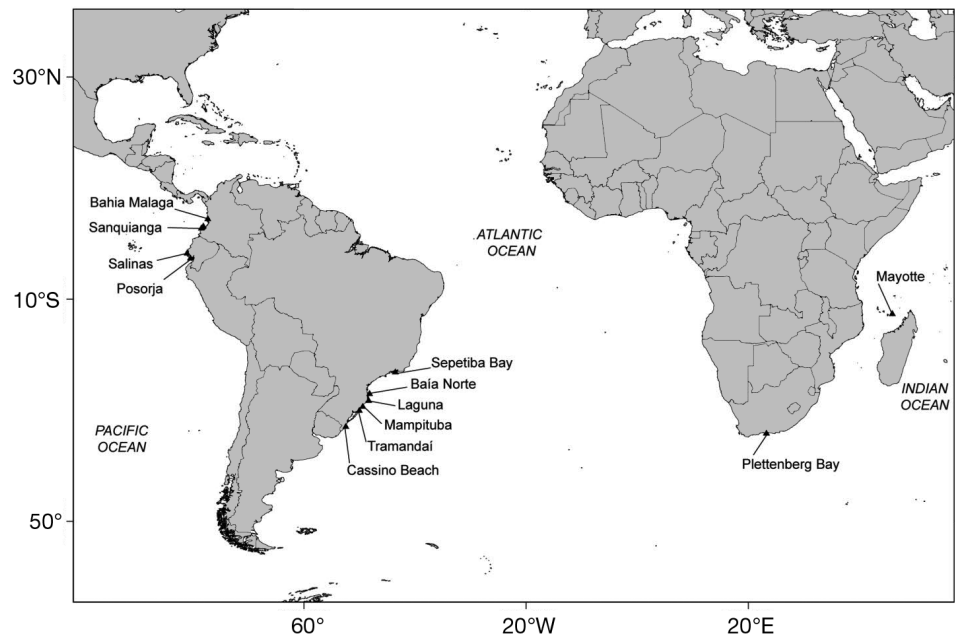 30°N
Bahia Malaga
Sanquianga
ATLANTIC
OCEAN
Salinas
Posorja
Mayotte
10°S
Sepetiba Bay
Baía Norte
Laguna
Mampituba
Tramandaí
Cassino Beach
INDIAN
OCEAN
PACIFIC
OCEAN
Plettenberg Bay
50°
60°
20°W
20°E